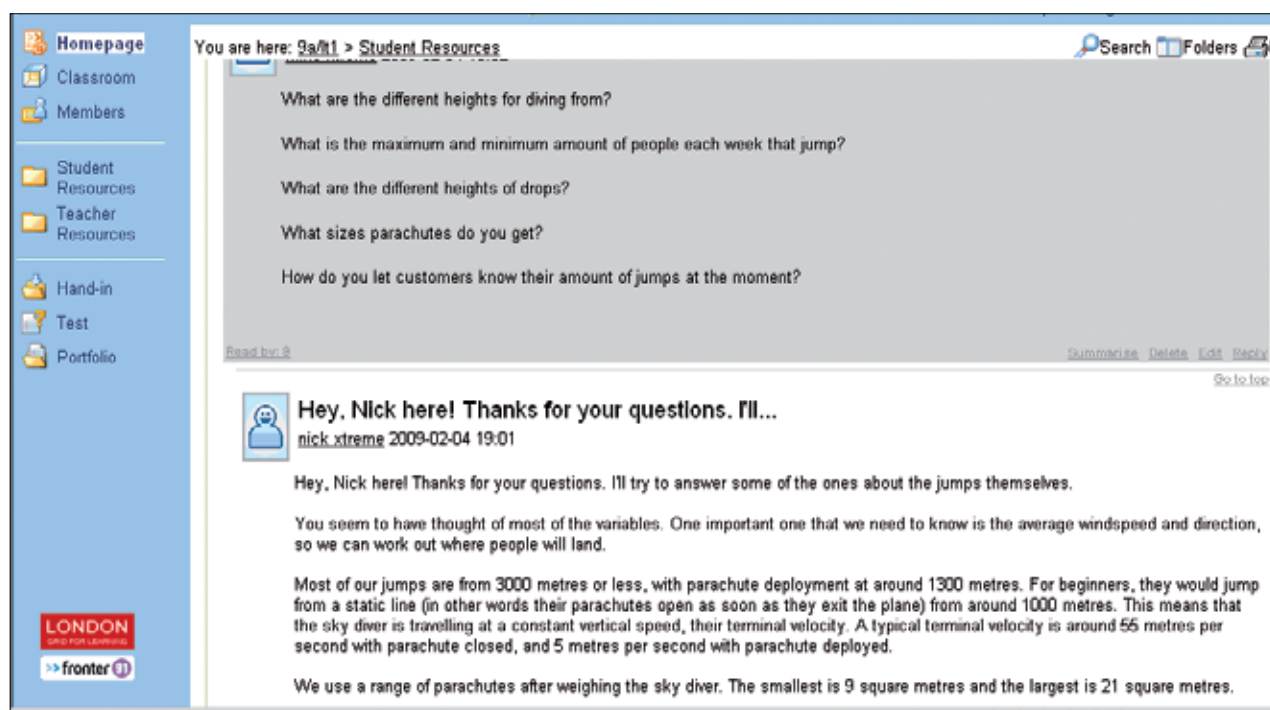 Homepage
You are here: 9a/lt1 > Student Resources
Search Folders
Classroom
Members
Student
Resources
Teacher
Resources
Hand-in
Test
Portfolio
What are the different heights for diving from?
What is the maximum and minimum amount of people each week that jump?
What are the different heights of drops?
What sizes parachutes do you get?
How do you let customers know their amount of jumps at the moment?
Read by: 9
Summarise Delete Edit Reply
Go to top
Hey, Nick here! Thanks for your questions. I'll...
nick xtreme 2009-02-04 19:01
Hey, Nick here! Thanks for your questions. I'll try to answer some of the ones about the jumps themselves.
You seem to have thought of most of the variables. One important one that we need to know is the average windspeed and direction,
so we can work out where people will land.
Most of our jumps are from 3000 metres or less, with parachute deployment at around 1300 metres. For beginners, they would jump
from a static line (in other words their parachutes open as soon as they exit the plane) from around 1000 metres. This means that
the sky diver is travelling at a constant vertical speed, their terminal velocity. A typical terminal velocity is around 55 metres per
second with parachute closed, and 5 metres per second with parachute deployed.
We use a range of parachutes after weighing the sky diver. The smallest is 9 square metres and the largest is 21 square metres.
LONDON
GRID FOR LEARNING
fronter